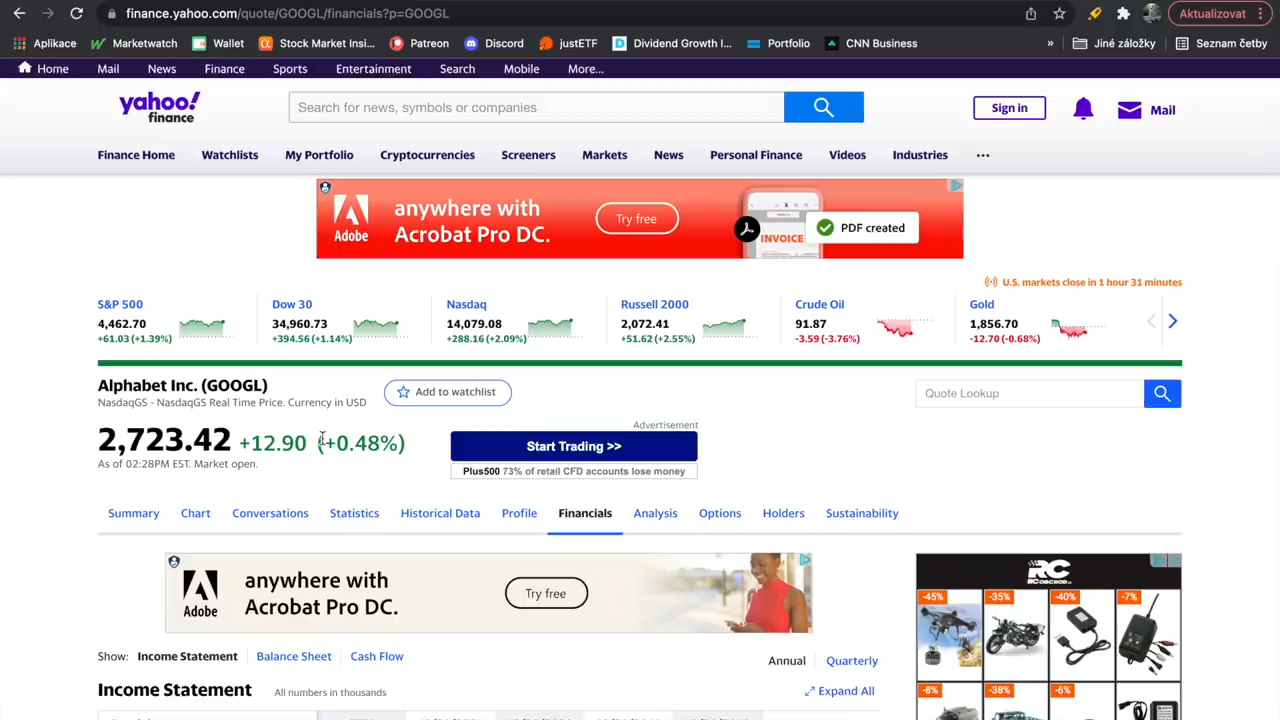 finance.yahoo.com/quote/GOOGL/financials?p=GOOGL
Aktualizovat
Aplikace Marketwatch Wallet Stock Market Insi... Patreon Discord justETF Dividend Growth I... Portfolio CNN Business » Jiné záložky Seznam četby
Home Mail News Finance Sports Entertainment Search Mobile More...
yahoo!
finance
Search for news, symbols or companies
Sign in
Mail
Finance Home Watchlists My Portfolio Cryptocurrencies Screeners Markets News Personal Finance Videos Industries ...
Adobe
anywhere with
Acrobat Pro DC.
Try free
INVOICE
PDF created
U.S. markets close in 1 hour 31 minutes
S&P 500 Dow 30 Nasdaq Russell 2000 Crude Oil Gold
4,462.70 34,960.73 14,079.08 2,072.41 91.87 1,856.70
+61.03 (+1.39%) +394.56 (+1.14%) +288.16 (+2.09%) +51.62 (+2.55%) -3.59 (-3.76%) -12.70 (-0.68%)
Alphabet Inc. (GOOGL)
NasdaqGS - NasdaqGS Real Time Price. Currency in USD
Add to watchlist
Quote Lookup
2,723.42 +12.90 (+0.48%)
As of 02:28PM EST. Market open.
Advertisement
Start Trading >>
Plus500 73% of retail CFD accounts lose money
Summary Chart Conversations Statistics Historical Data Profile Financials Analysis Options Holders Sustainability
Adobe
anywhere with
Acrobat Pro DC.
Try free
RC
-45% -35% -40% -7%
-8% -38% -6%
Show: Income Statement Balance Sheet Cash Flow
Annual Quarterly
Income Statement All numbers in thousands
Expand All